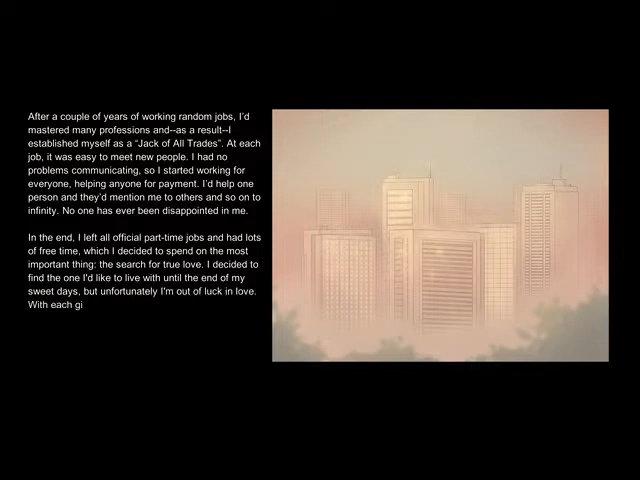 After a couple of years of working random jobs, I'd
mastered many professions and--as a result--I
established myself as a “Jack of All Trades”. At each
job, it was easy to meet new people. I had no
problems communicating, so I started working for
everyone, helping anyone for payment. I'd help one
person and they'd mention me to others and so on to
infinity. No one has ever been disappointed in me.
In the end, I left all official part-time jobs and had lots
of free time, which I decided to spend on the most
important thing: the search for true love. I decided to
find the one I'd like to live with until the end of my
sweet days, but unfortunately I'm out of luck in love.
With each gi